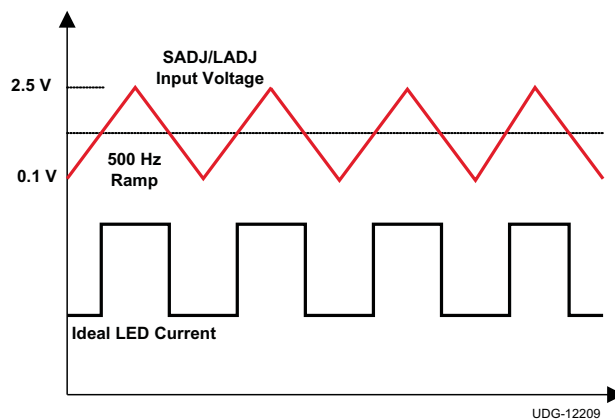 SADJ/LADJ
Input Voltage
2.5 V
500 Hz
Ramp
0.1 V
Ideal LED Current
UDG-12209